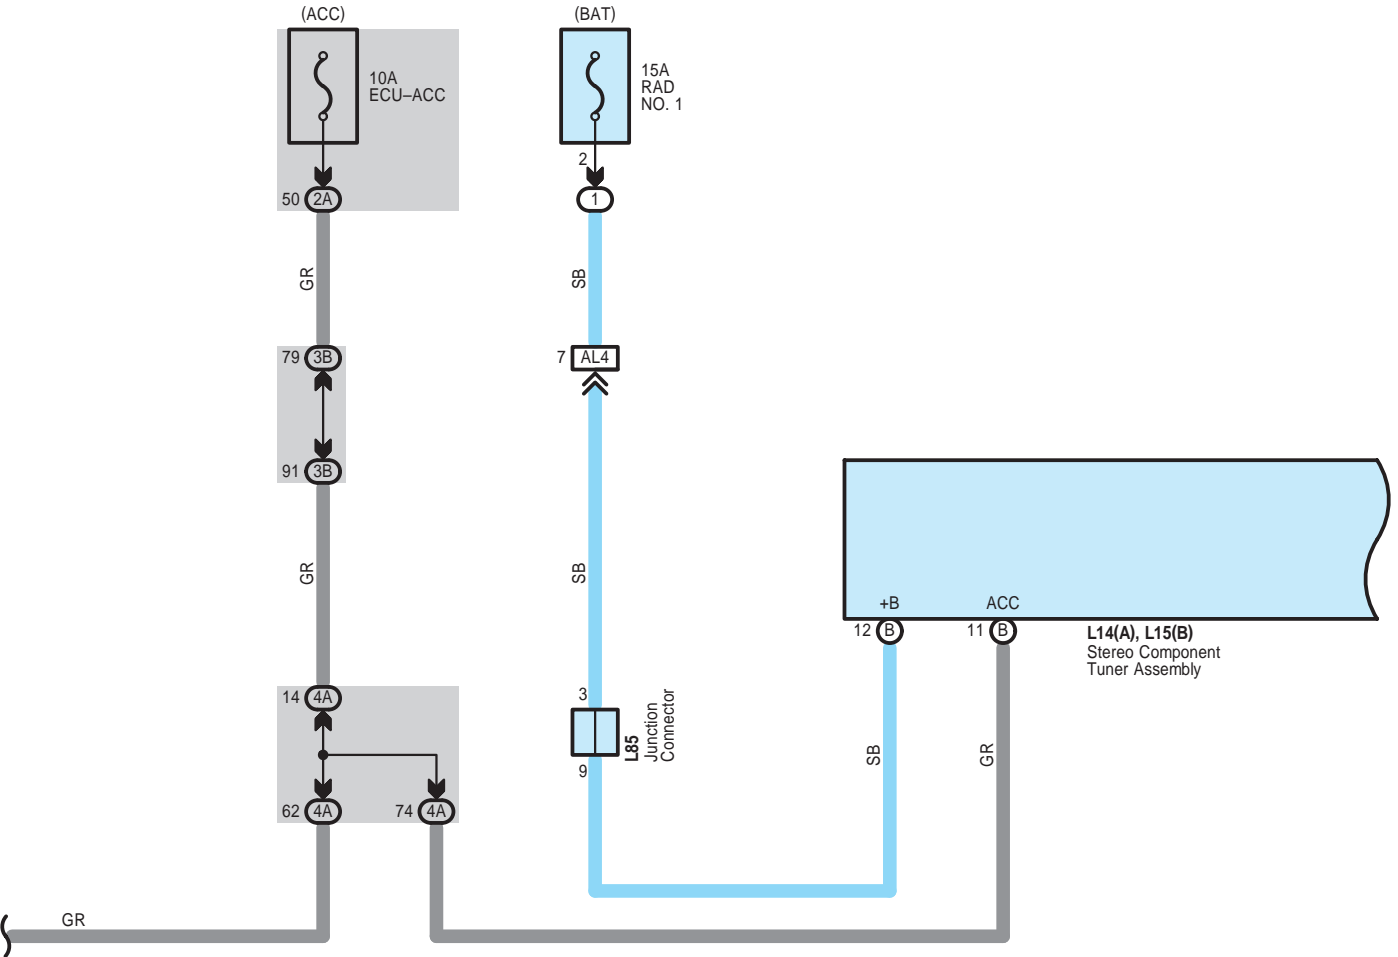 (ACC)
(BAT)
10A
ECU–ACC
15A
RAD
NO. 1
2
50 2A
1
GR
SB
79 3B
7 AL4
91 3B
GR
SB
+B
ACC
12 B
11 B
L14(A), L15(B)
Stereo Component
Tuner Assembly
14 4A
3
L85
Junction
Connector
9
SB
GR
62 4A
74 4A
GR